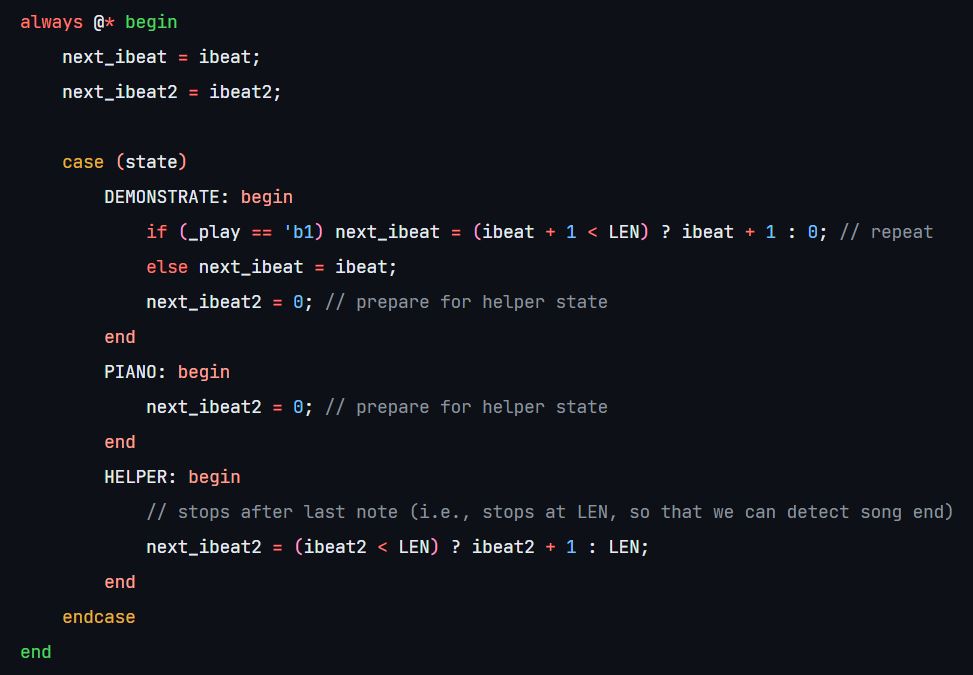 always @* begin
    next_ibeat = ibeat;
    next_ibeat2 = ibeat2;

    case (state)
        DEMONSTRATE: begin
            if (_play == 'b1) next_ibeat = (ibeat + 1 < LEN) ? ibeat + 1 : 0; // repeat
            else next_ibeat = ibeat;
            next_ibeat2 = 0; // prepare for helper state
        end
        PIANO: begin
            next_ibeat2 = 0; // prepare for helper state
        end
        HELPER: begin
            // stops after last note (i.e., stops at LEN, so that we can detect song end)
            next_ibeat2 = (ibeat2 < LEN) ? ibeat2 + 1 : LEN;
        end
    endcase
end